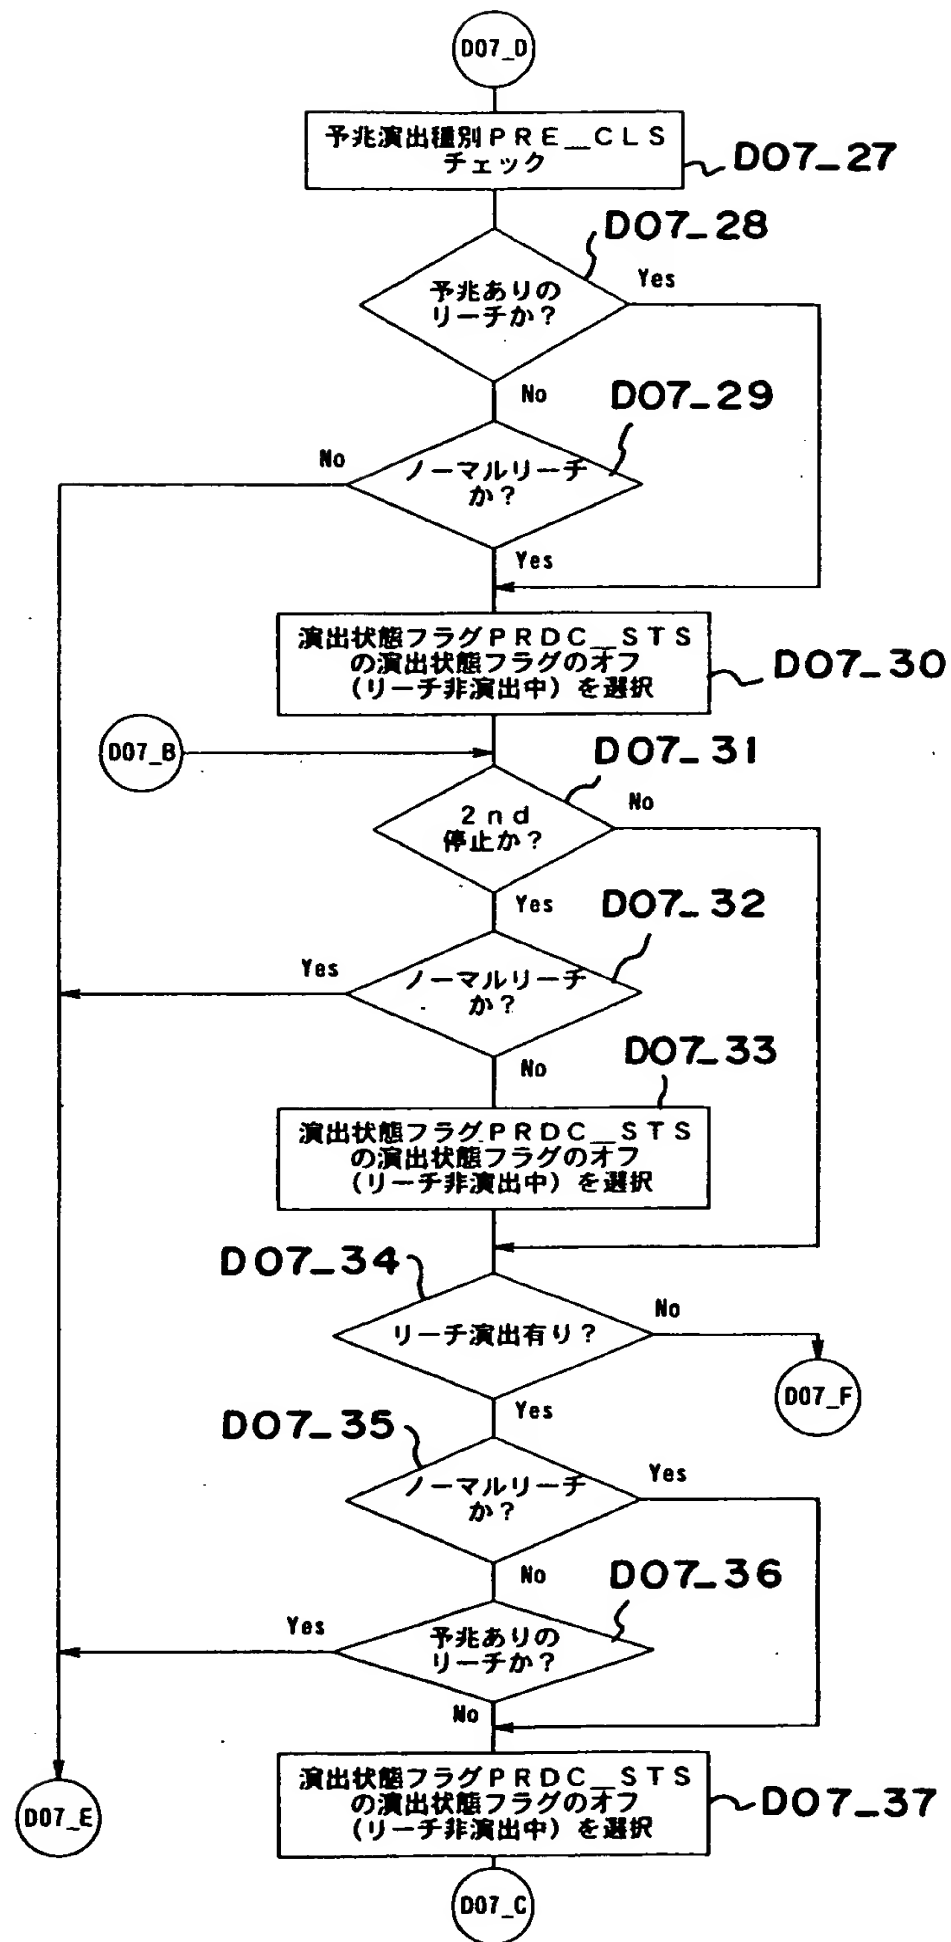 D07_D
予兆演出種別PRE__CLS
チェック
D07_27
D07_28
予兆ありの
リーチか?
Yes
No
D07_29
ノーマルリーチ
か?
No
Yes
演出状態フラグPRDC__STS
の演出状態フラグのオフ
(リーチ非演出中)を選択
D07_30
D07_B
D07_31
2nd
停止か?
No
Yes
D07_32
ノーマルリーチ
か?
Yes
No
D07_33
演出状態フラグPRDC__STS
の演出状態フラグのオフ
(リーチ非演出中)を選択
D07_34
リーチ演出有り?
No
D07_F
Yes
D07_35
ノーマルリーチ
か?
Yes
No
D07_36
予兆ありの
リーチか?
Yes
No
演出状態フラグPRDC__STS
の演出状態フラグのオフ
(リーチ非演出中)を選択
D07_37
D07_E
D07_C